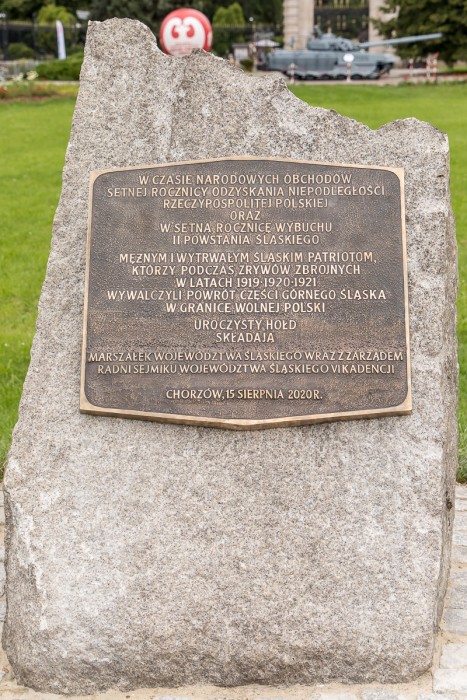 W CZASIE NARODOWYCH OBCHODÓW
SETNEJ ROCZNICY ODZYSKANIA NIEPODLEGŁOŚCI
RZECZYPOSPOLITEJ POLSKIEJ
ORAZ
W SETNĄ ROCZNICĘ WYBUCHU
II POWSTANIA ŚLĄSKIEGO
MĘŻNYM I WYTRWAŁYM ŚLĄSKIM PATRIOTOM,
KTÓRZY PODCZAS ZRYWÓW ZBROJNYCH
W LATACH 1919·1920·1921
WYWALCZYLI POWRÓT CZĘŚCI GÓRNEGO ŚLĄSKA
W GRANICE WOLNEJ POLSKI
UROCZYSTY HOŁD
SKŁADAJĄ
MARSZAŁEK WOJEWÓDZTWA ŚLĄSKIEGO WRAZ Z ZARZĄDEM
RADNI SEJMIKU WOJEWÓDZTWA ŚLĄSKIEGO VI KADENCJI
CHORZÓW, 15 SIERPNIA 2020 R.